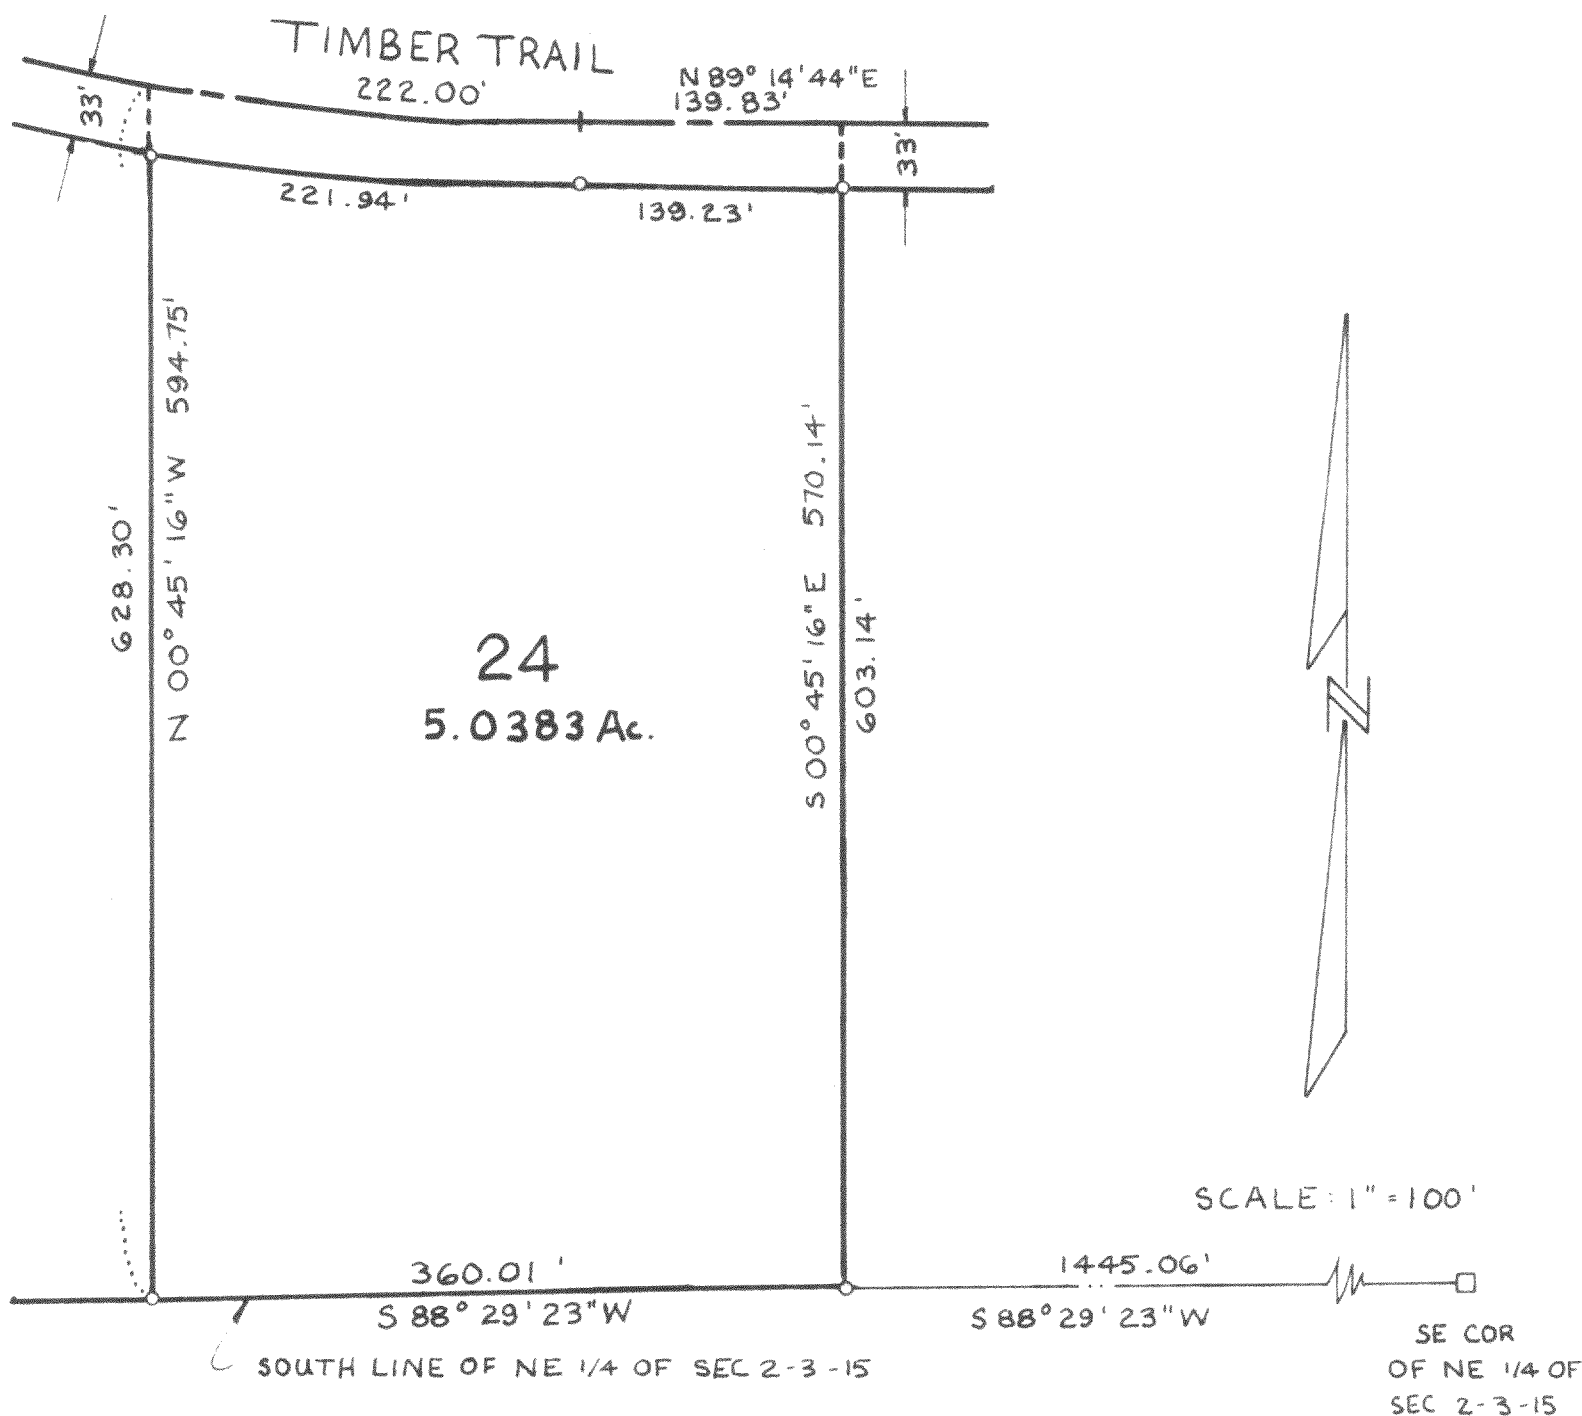 TIMBER TRAIL
222.00'
N 89° 14' 44" E
139.83'
33'
33'
221.94'
139.23'
N 00° 45' 16" W 594.75'
628.30'
S 00° 45' 16" E 570.14'
603.14'
24
5.0383 Ac.
N
SCALE: 1" = 100'
360.01'
S 88° 29' 23" W
1445.06'
S 88° 29' 23" W
SOUTH LINE OF NE 1/4 OF SEC 2-3-15
SE COR
OF NE 1/4 OF
SEC 2-3-15